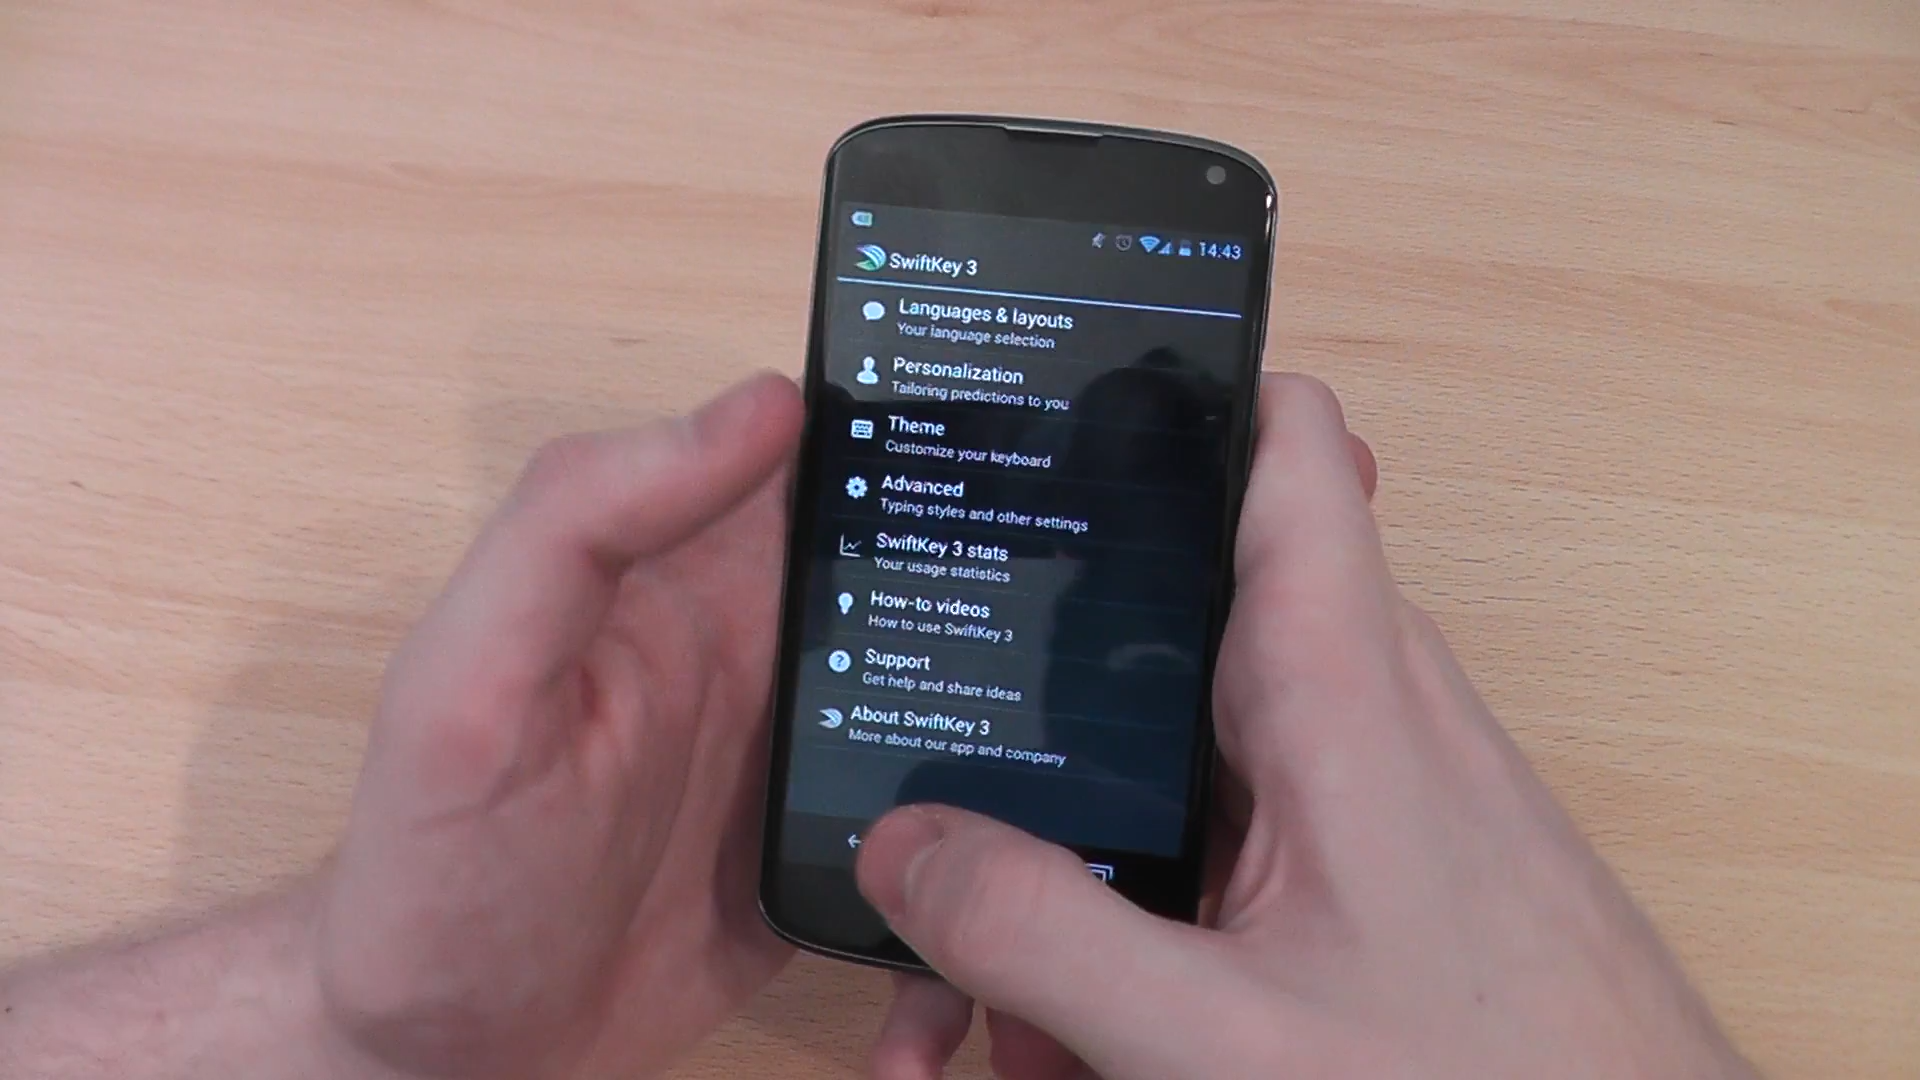 14:43
SwiftKey 3
Languages & layouts
Your language selection
Personalization
Tailoring predictions to you
Theme
Customize your keyboard
Advanced
Typing styles and other settings
SwiftKey 3 stats
Your usage statistics
How-to videos
How to use SwiftKey 3
Support
Get help and share ideas
About SwiftKey 3
More about our app and company